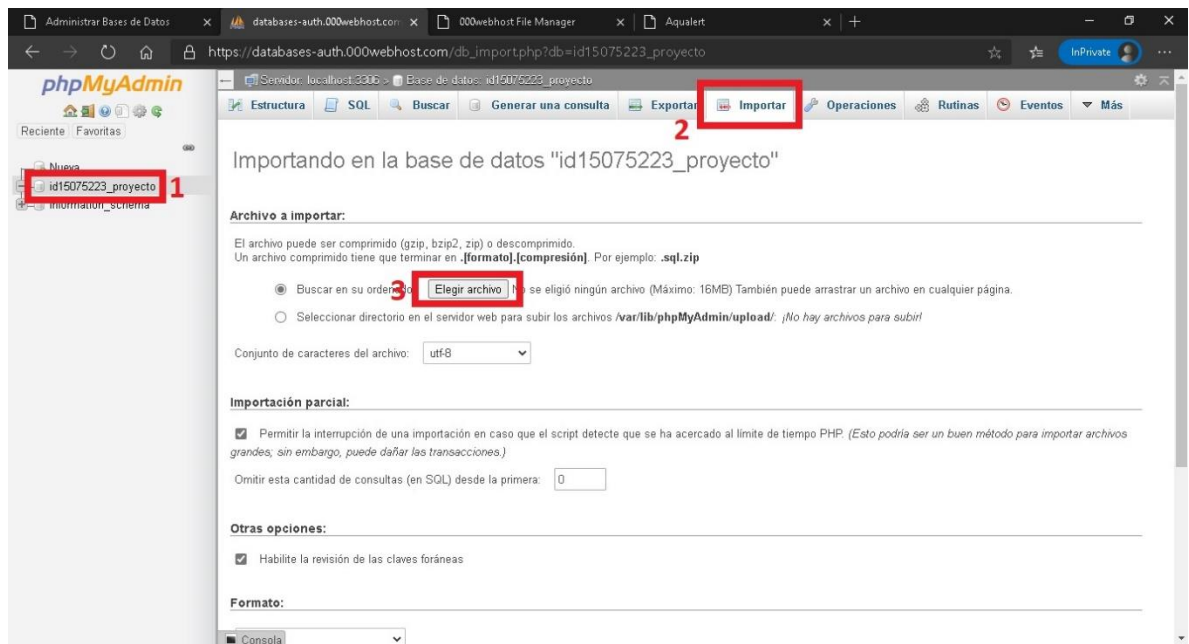 Administrar Bases de Datos
databases-auth.000webhost.com
000webhost File Manager
Aqualert
https://databases-auth.000webhost.com/db_import.php?db=id15075223_proyecto
InPrivate
phpMyAdmin
Reciente Favoritas
Nueva
id15075223_proyecto 1
information_schema
Servidor: localhost:3306 » Base de datos: id15075223_proyecto
Estructura SQL Buscar Generar una consulta Exportar Importar Operaciones Rutinas Eventos Más
2
Importando en la base de datos "id15075223_proyecto"
Archivo a importar:
El archivo puede ser comprimido (gzip, bzip2, zip) o descomprimido.
Un archivo comprimido tiene que terminar en .[formato].[compresión]. Por ejemplo: .sql.zip
Buscar en su ordenador: 3 Elegir archivo No se eligió ningún archivo (Máximo: 16MB) También puede arrastrar un archivo en cualquier página.
Seleccionar directorio en el servidor web para subir los archivos /var/lib/phpMyAdmin/upload/: ¡No hay archivos para subir!
Conjunto de caracteres del archivo: utf-8
Importación parcial:
Permitir la interrupción de una importación en caso que el script detecte que se ha acercado al límite de tiempo PHP. (Esto podría ser un buen método para importar archivos
grandes; sin embargo, puede dañar las transacciones.)
Omitir esta cantidad de consultas (en SQL) desde la primera: 0
Otras opciones:
Habilite la revisión de las claves foráneas
Formato:
Consola